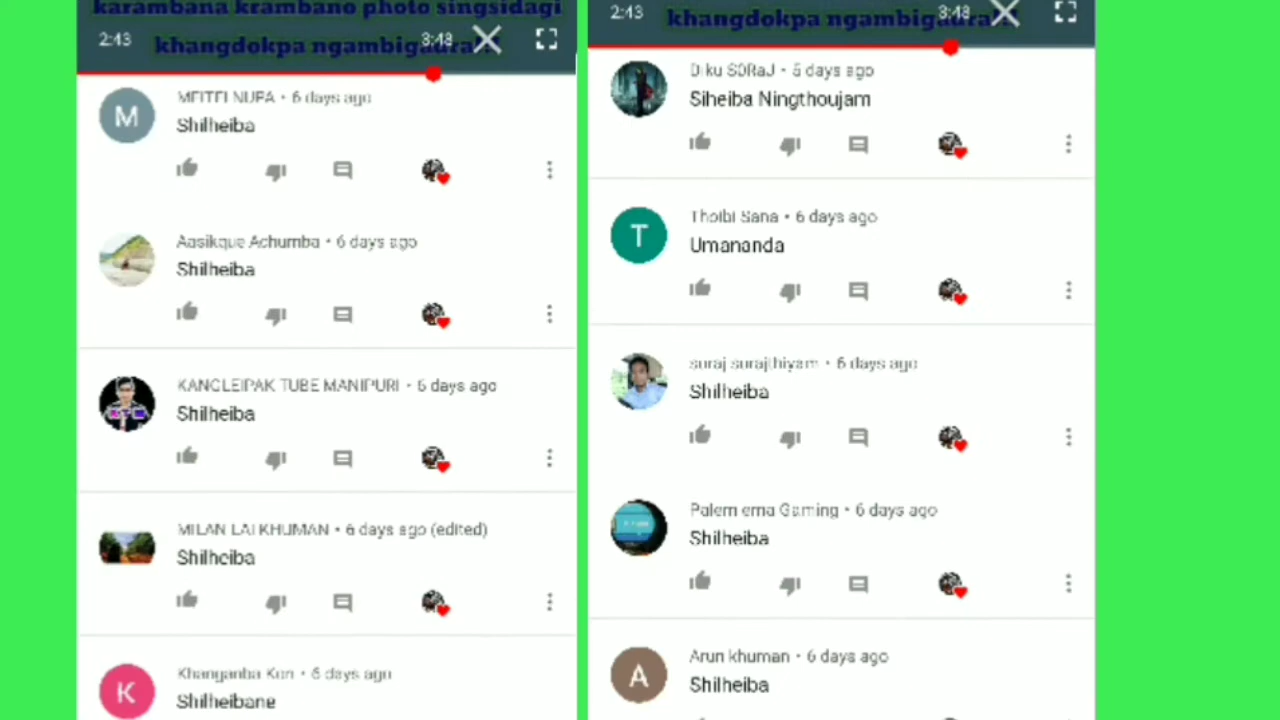 karambana krambano photo singsidagi
2:43
khangdokpa ngambigadra
3:48
M
MEITEI NUPA • 6 days ago
Shilheiba
Aasikque Achumba • 6 days ago
Shilheiba
KANGLEIPAK TUBE MANIPURI • 6 days ago
Shilheiba
MILAN LAI KHUMAN • 6 days ago (edited)
Shilheiba
K
Khanganba Kon • 6 days ago
Shilheibane
2:43
khangdokpa ngambigadra
3:48
Diku S0RaJ • 5 days ago
Siheiba Ningthoujam
T
Thoibi Sana • 6 days ago
Umananda
suraj surajthiyam • 6 days ago
Shilheiba
Palem ema Gaming • 6 days ago
Shilheiba
A
Arun khuman • 6 days ago
Shilheiba